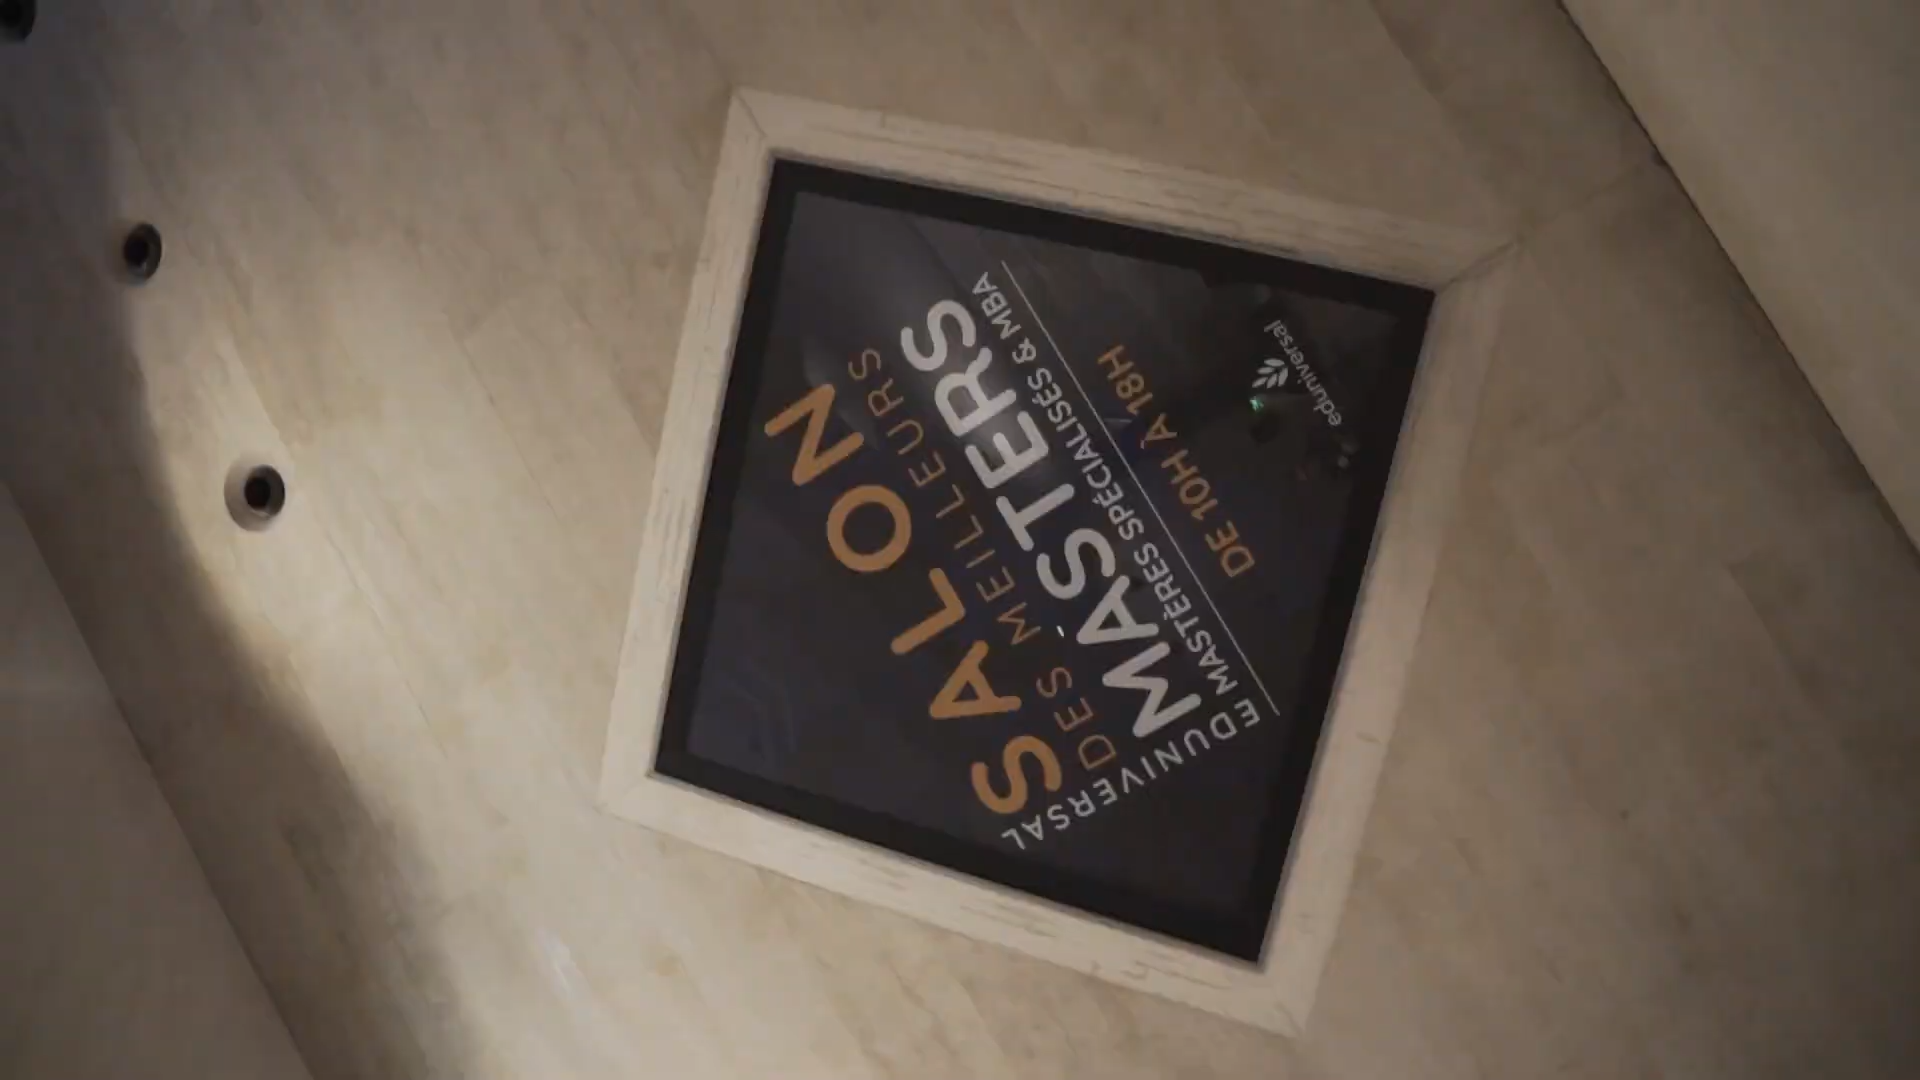 EDUNIVERSAL
SALON
DES MEILLEURS
MASTERS
MASTÈRES SPÉCIALISÉS & MBA
DE 10H À 18H
eduniversal